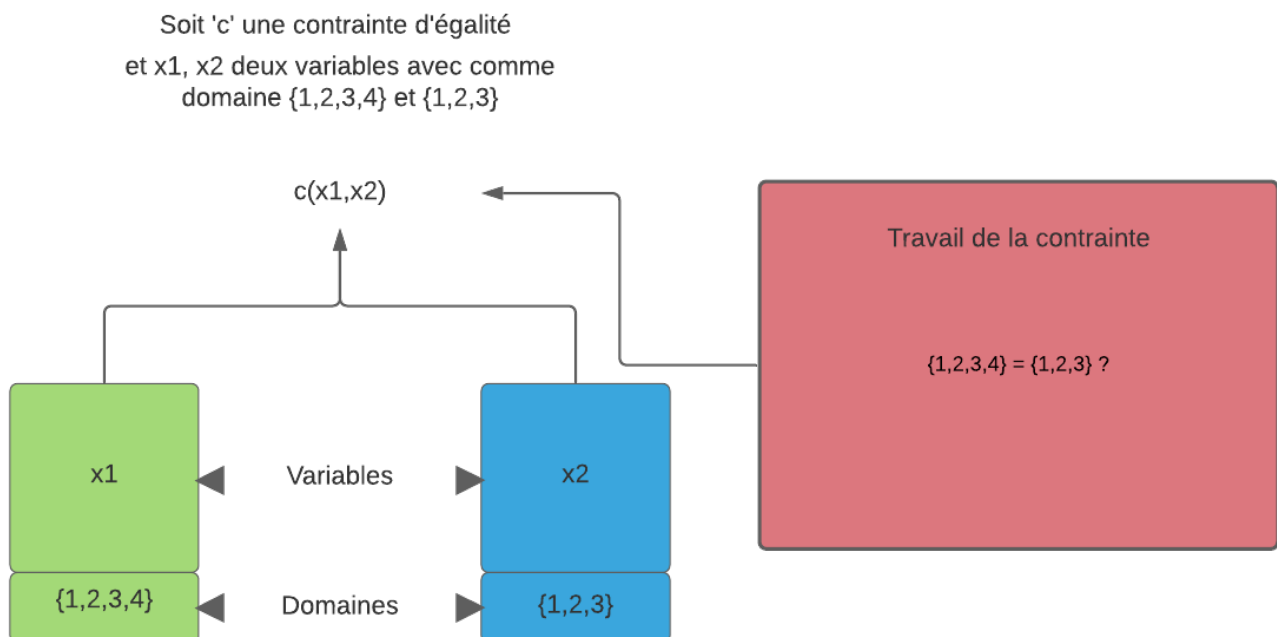 Soit 'c' une contrainte d'égalité
et x1, x2 deux variables avec comme
domaine {1,2,3,4} et {1,2,3}
c(x1,x2)
Travail de la contrainte
{1,2,3,4} = {1,2,3} ?
x1
Variables
x2
{1,2,3,4}
Domaines
{1,2,3}